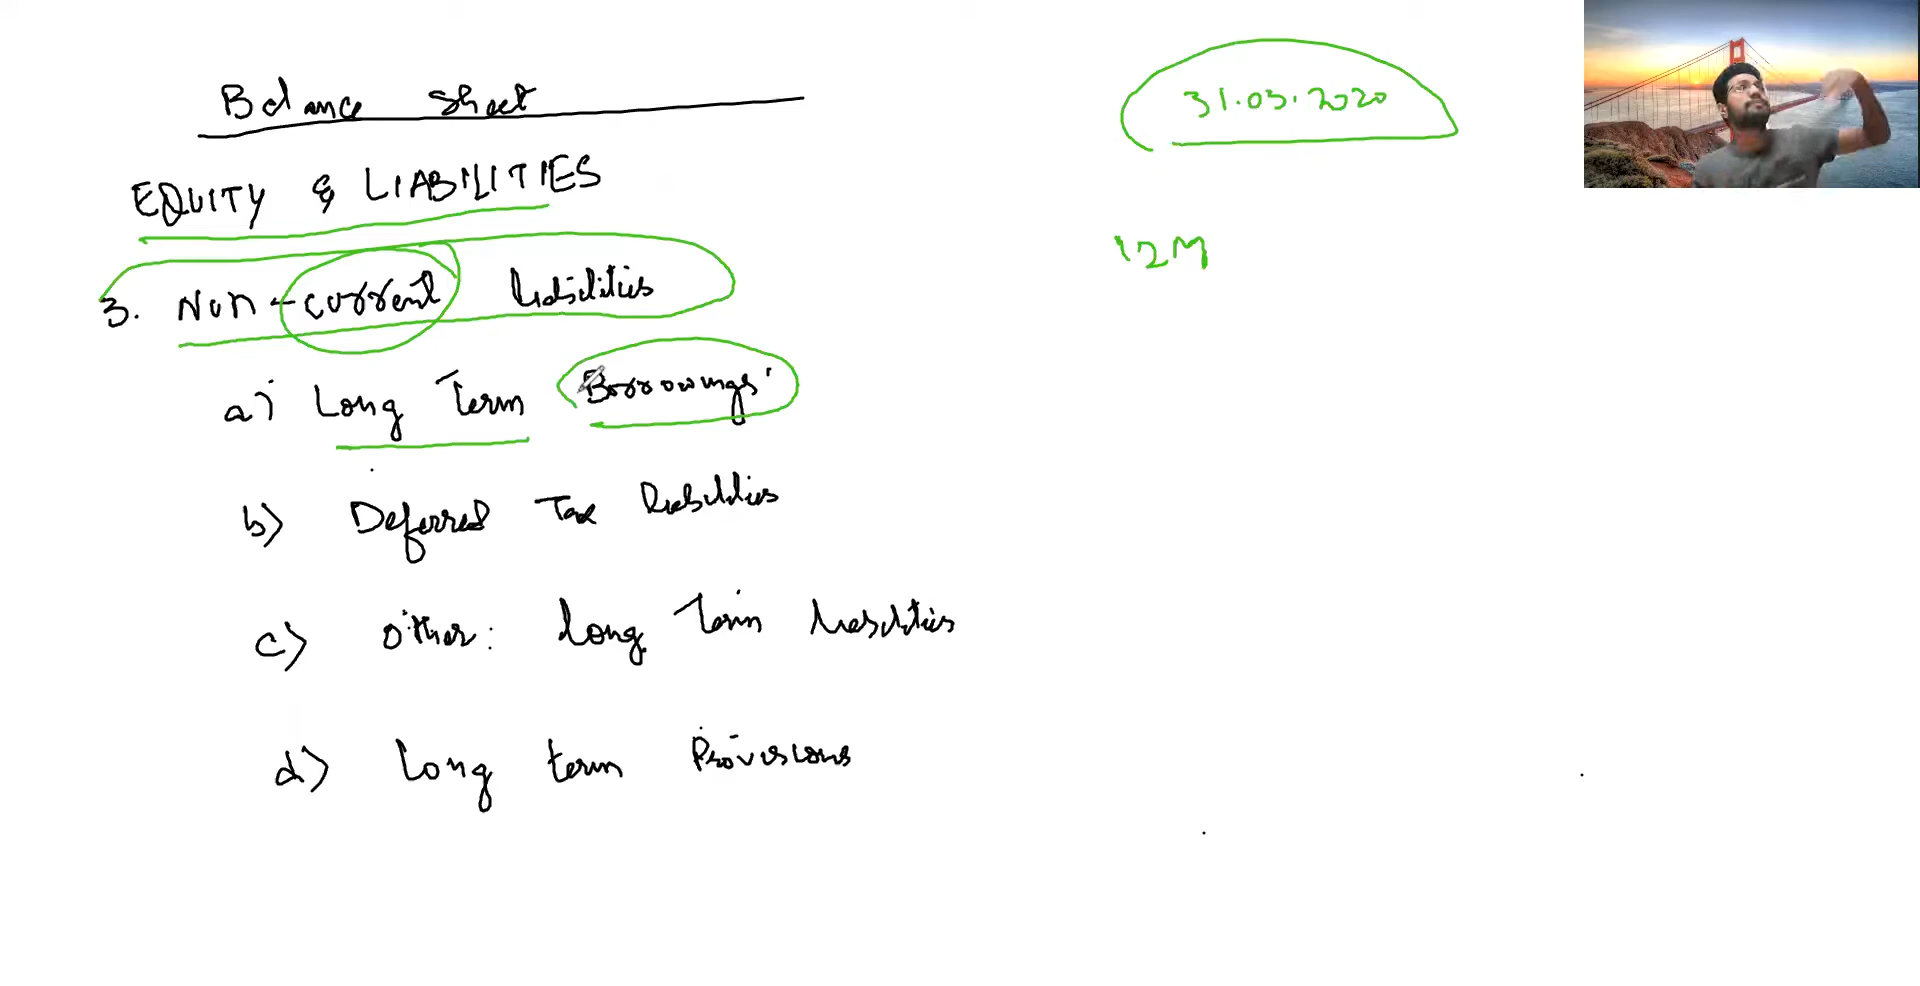 Balance Sheet
31.03.2020
EQUITY & LIABILITIES
12M
3. Non-current liabilities
a) Long Term Borrowings
b) Deferred Tax Liabilities
c) other: Long Term liabilities
d) Long term Provisions